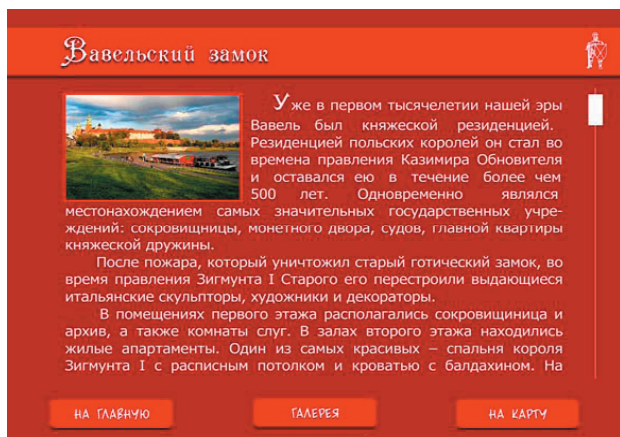 Вавельский замок
Уже в первом тысячелетии нашей эры
Вавель был княжеской резиденцией.
Резиденцией польских королей он стал во
времена правления Казимира Обновителя
и оставался ею в течение более чем
500 лет. Одновременно являлся
местонахождением самых значительных государственных учре-
ждений: сокровищницы, монетного двора, судов, главной квартиры
княжеской дружины.
После пожара, который уничтожил старый готический замок, во
время правления Зигмунта I Старого его перестроили выдающиеся
итальянские скульпторы, художники и декораторы.
В помещениях первого этажа располагались сокровищиница и
архив, а также комнаты слуг. В залах второго этажа находились
жилые апартаменты. Один из самых красивых – спальня короля
Зигмунта I с расписным потолком и кроватью с балдахином. На
НА ГЛАВНУЮ
ГАЛЕРЕЯ
НА КАРТУ